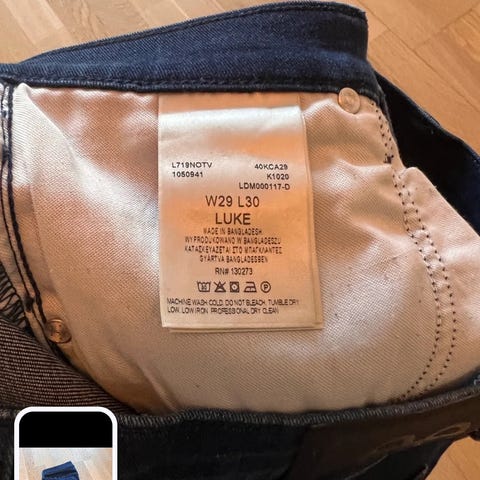 L719NOTV 40KCA29
1050941 K1020
LDM000117-D
W29 L30
LUKE
MADE IN BANGLADESH
WYPRODUKOWANO W BANGLADESZU
ΚΑΤΑΣΚΕΥΑΖΕΤΑΙ ΣΤΟ ΜΠΑΓΚΛΑΝΤΕΣ
GYÁRTVA BANGLADESBEN
RN# 130273
MACHINE WASH COLD. DO NOT BLEACH. TUMBLE DRY
LOW. LOW IRON. PROFESSIONAL DRY CLEAN